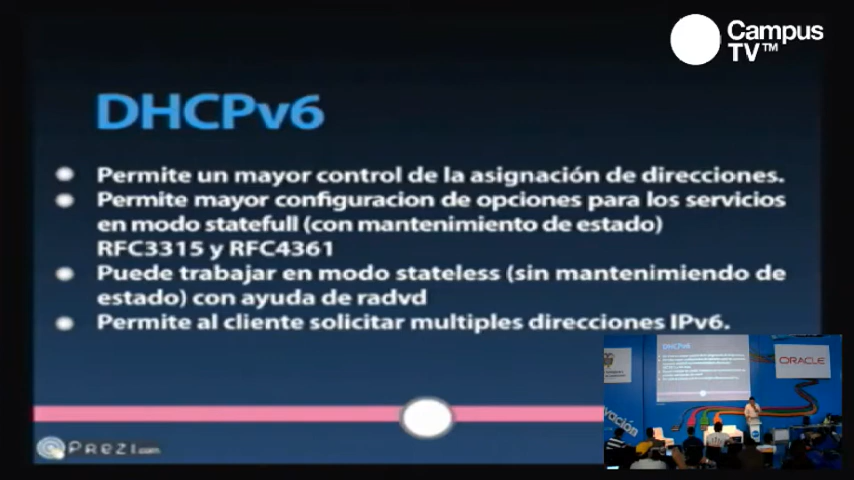 Campus
TV™
DHCPv6
Permite un mayor control de la asignación de direcciones.
Permite mayor configuracion de opciones para los servicios
en modo statefull (con mantenimiento de estado)
RFC3315 y RFC4361
Puede trabajar en modo stateless (sin mantenimiendo de
estado) con ayuda de radvd
Permite al cliente solicitar multiples direcciones IPv6.
DHCPv6
ORACLE
PREZI.com